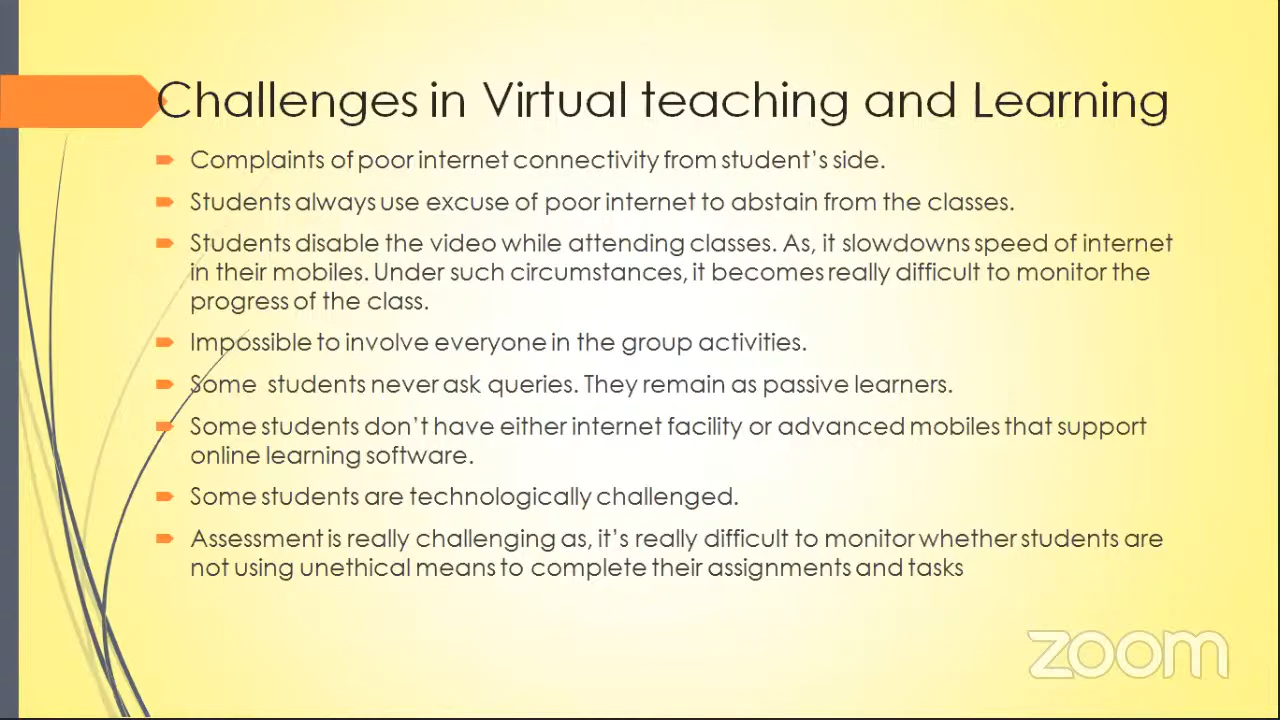 Challenges in Virtual teaching and Learning
Complaints of poor internet connectivity from student's side.
Students always use excuse of poor internet to abstain from the classes.
Students disable the video while attending classes. As, it slowdowns speed of internet
in their mobiles. Under such circumstances, it becomes really difficult to monitor the
progress of the class.
Impossible to involve everyone in the group activities.
Some students never ask queries. They remain as passive learners.
Some students don't have either internet facility or advanced mobiles that support
online learning software.
Some students are technologically challenged.
Assessment is really challenging as, it's really difficult to monitor whether students are
not using unethical means to complete their assignments and tasks
zoom